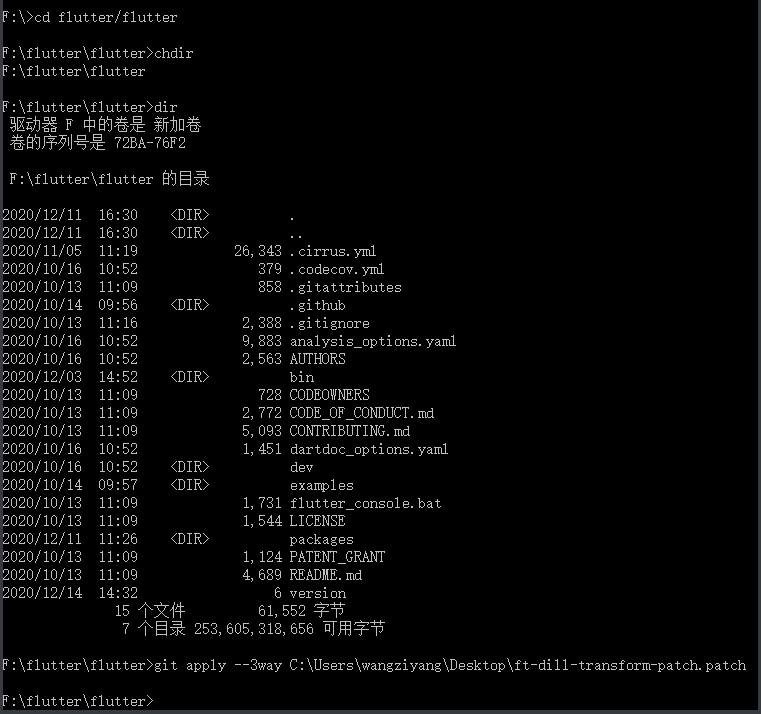 F:\>cd flutter/flutter
F:\flutter\flutter>chdir
F:\flutter\flutter
F:\flutter\flutter>dir
驱动器 F 中的卷是 新加卷
卷的序列号是 72BA-76F2
F:\flutter\flutter 的目录
2020/12/11  16:30    <DIR>          .
2020/12/11  16:30    <DIR>          ..
2020/11/05  11:19            26,343 .cirrus.yml
2020/10/16  10:52               379 .codecov.yml
2020/10/13  11:09               858 .gitattributes
2020/10/14  09:56    <DIR>          .github
2020/10/13  11:16             2,388 .gitignore
2020/10/16  10:52             9,883 analysis_options.yaml
2020/10/16  10:52             2,563 AUTHORS
2020/12/03  14:52    <DIR>          bin
2020/10/13  11:09               728 CODEOWNERS
2020/10/13  11:09             2,772 CODE_OF_CONDUCT.md
2020/10/13  11:09             5,093 CONTRIBUTING.md
2020/10/16  10:52             1,451 dartdoc_options.yaml
2020/10/16  10:52    <DIR>          dev
2020/10/14  09:57    <DIR>          examples
2020/10/13  11:09             1,731 flutter_console.bat
2020/10/13  11:09             1,544 LICENSE
2020/12/11  11:26    <DIR>          packages
2020/10/13  11:09             1,124 PATENT_GRANT
2020/10/13  11:09             4,689 README.md
2020/12/14  14:32                 6 version
15 个文件         61,552 字节
7 个目录 253,605,318,656 可用字节
F:\flutter\flutter>git apply --3way C:\Users\wangziyang\Desktop\ft-dill-transform-patch.patch
F:\flutter\flutter>